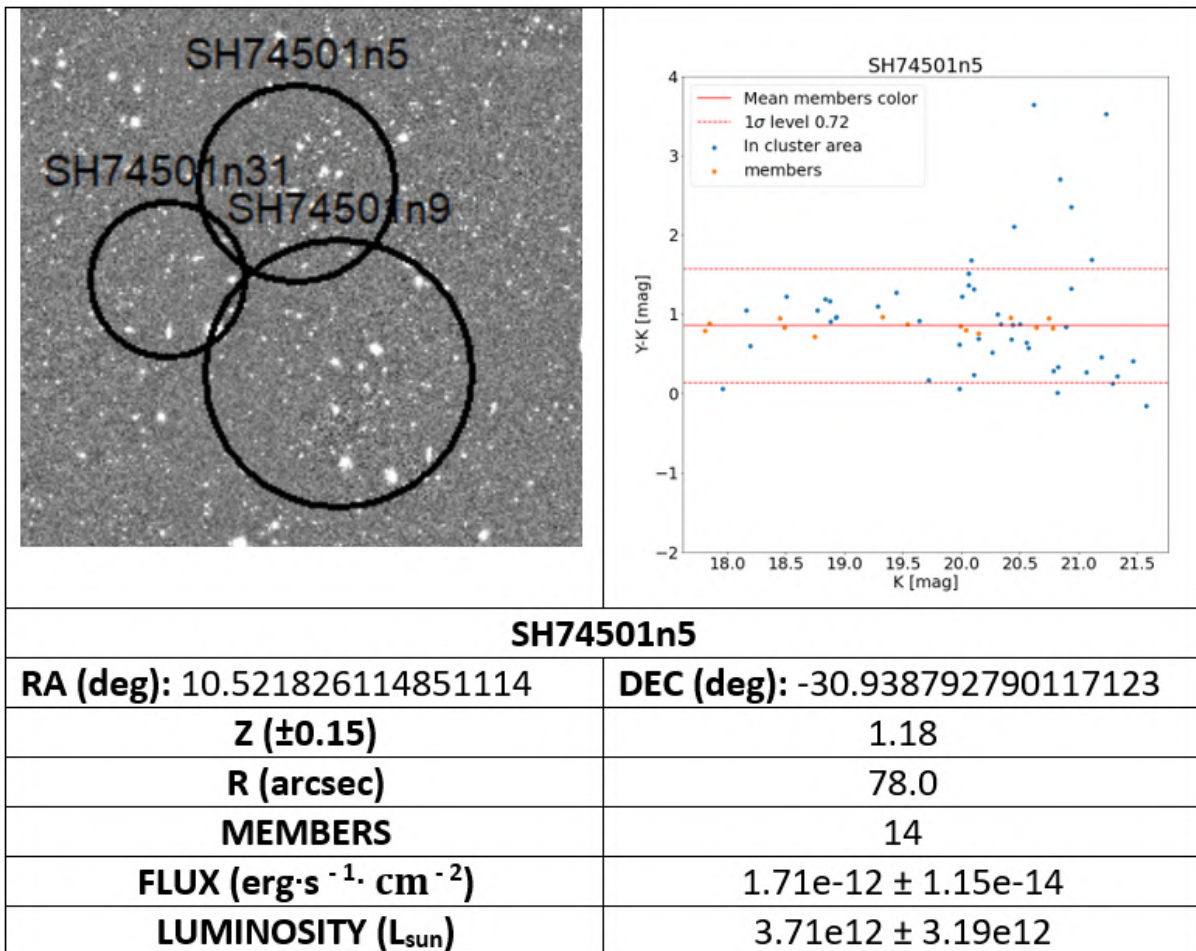 SH74501n5
SH74501n31
SH74501n9
SH74501n5
4
3
2
1
0
−1
−2
Y-K [mag]
Mean members color
1σ level 0.72
In cluster area
members
18.0 18.5 19.0 19.5 20.0 20.5 21.0 21.5
K [mag]
SH74501n5
RA (deg): 10.521826114851114 DEC (deg): -30.938792790117123
Z (±0.15) 1.18
R (arcsec) 78.0
MEMBERS 14
FLUX (erg·s⁻¹· cm⁻²) 1.71e-12 ± 1.15e-14
LUMINOSITY (Lsun) 3.71e12 ± 3.19e12